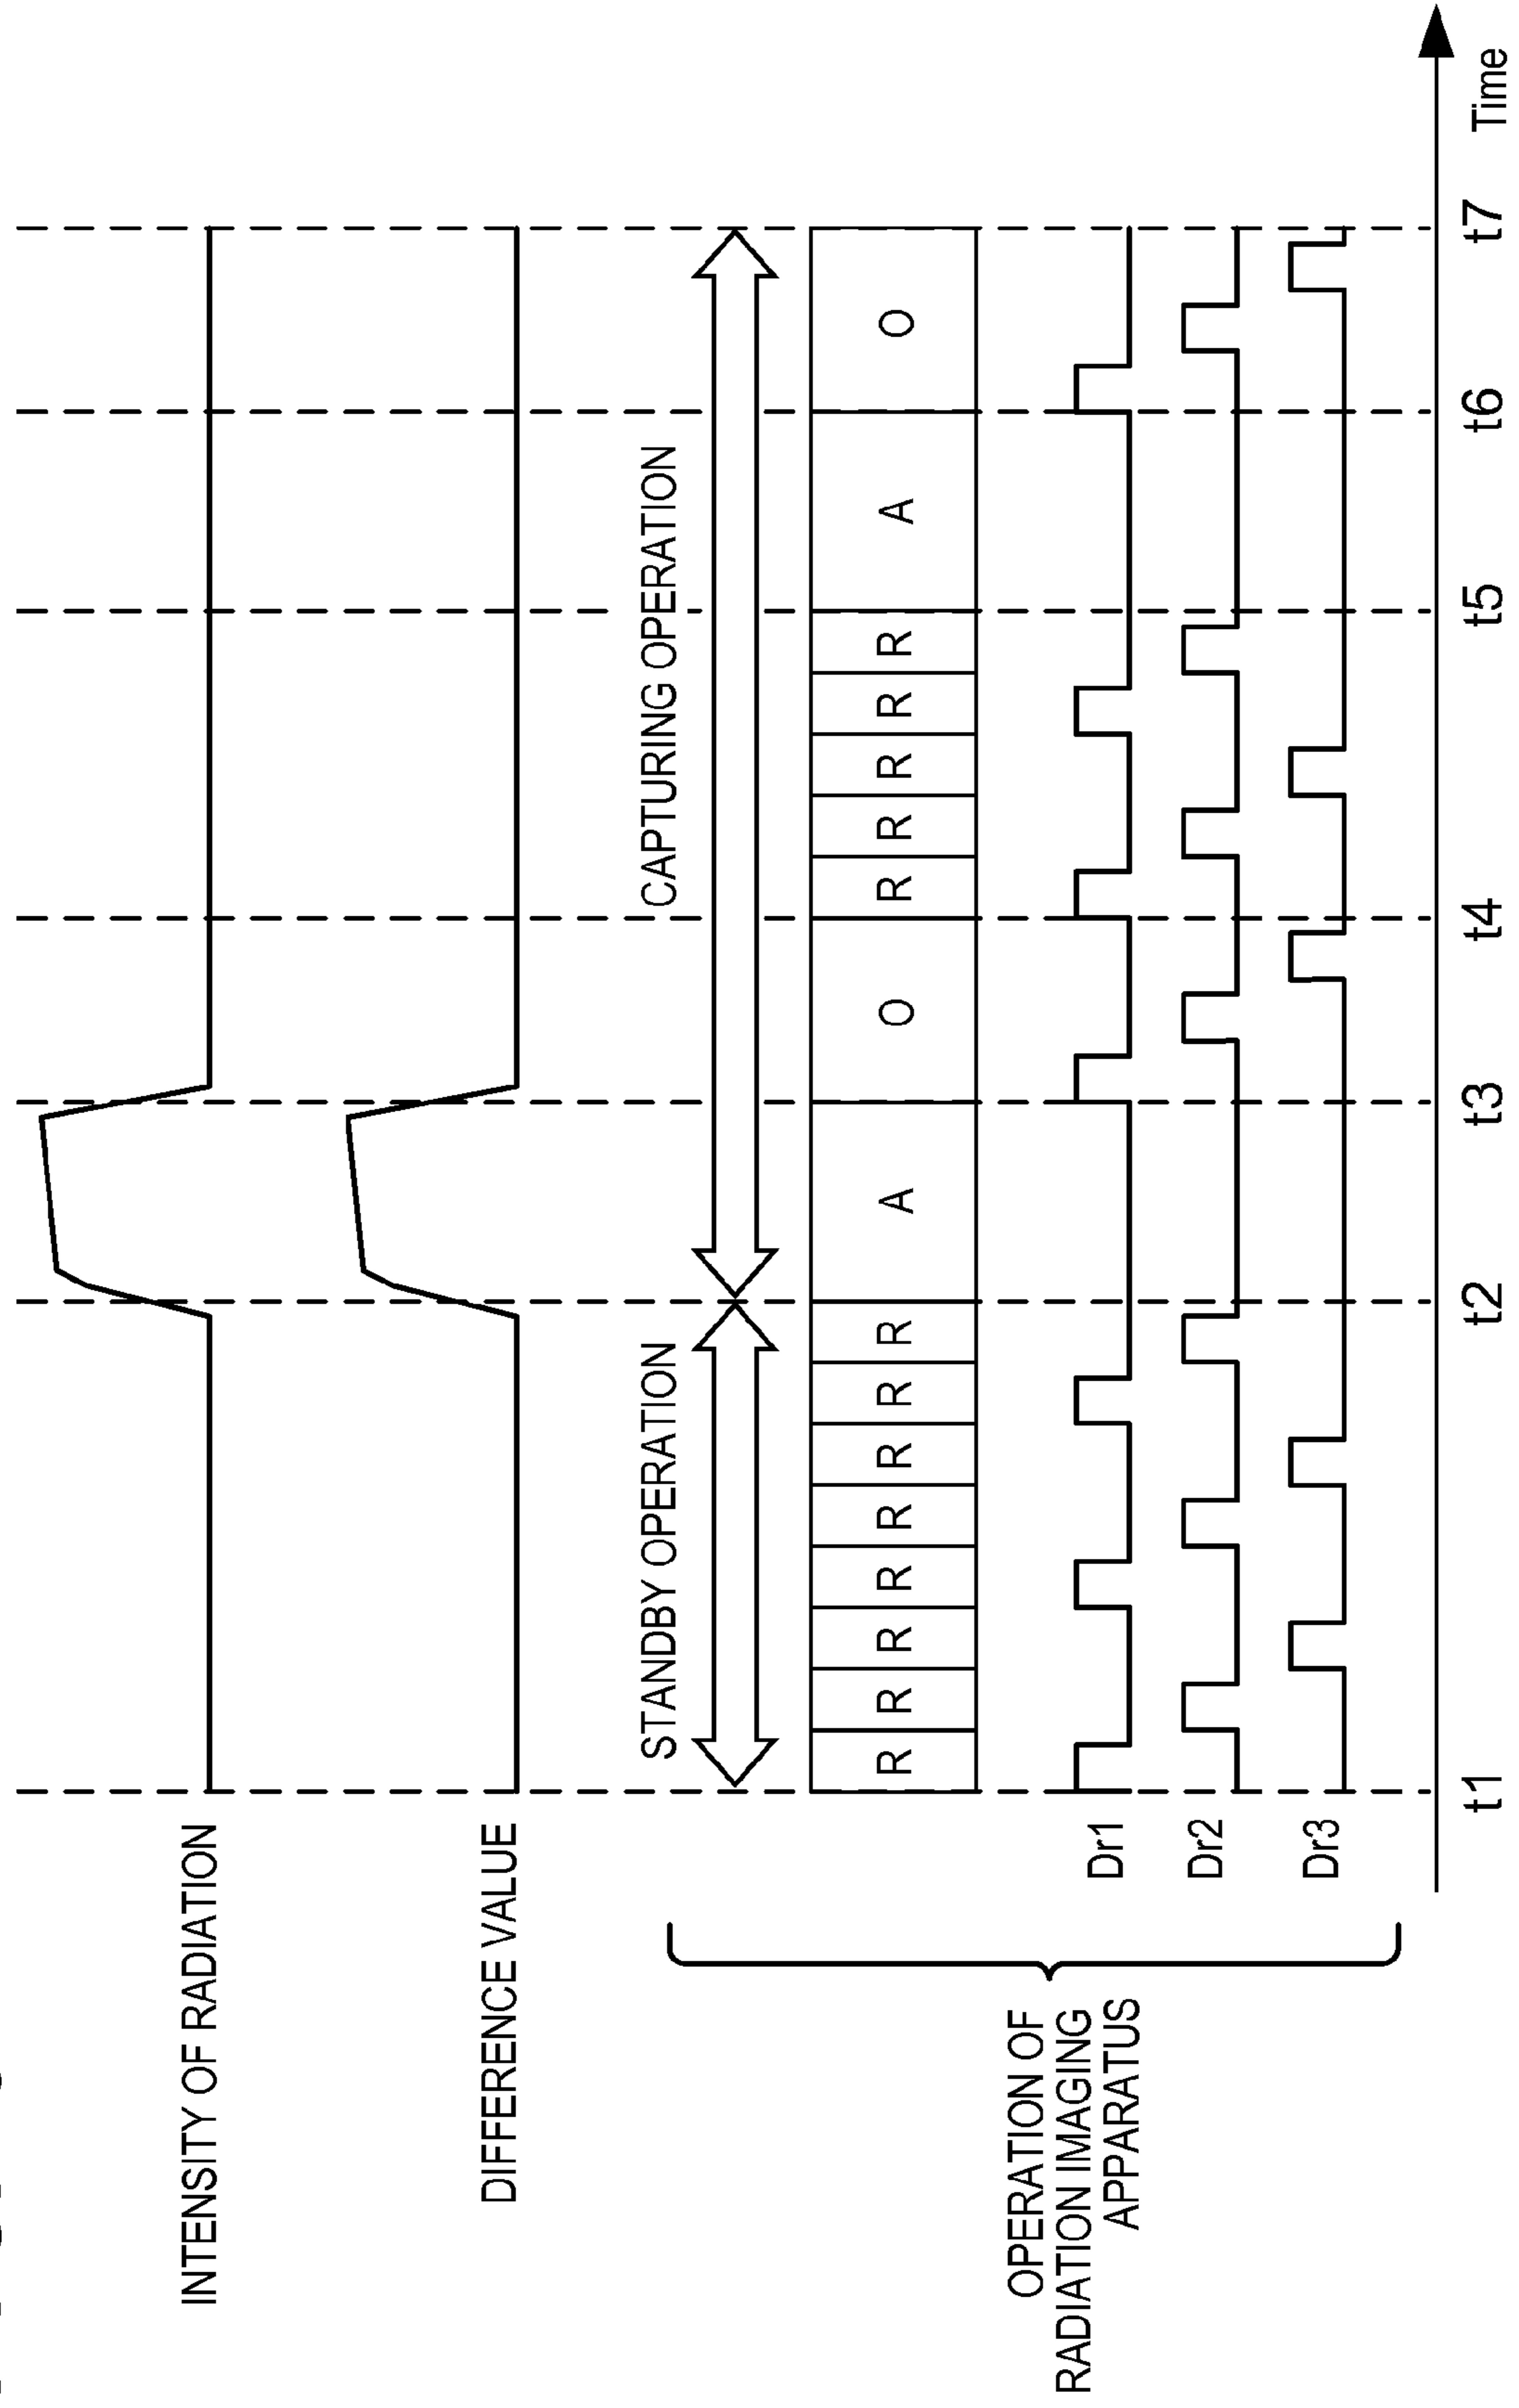 INTENSITY OF RADIATION
DIFFERENCE VALUE
STANDBY OPERATION
CAPTURING OPERATION
R R R R R R R R A O R R R R R A O
OPERATION OF
RADIATION IMAGING
APPARATUS
Dr1
Dr2
Dr3
t1 t2 t3 t4 t5 t6 t7
Time